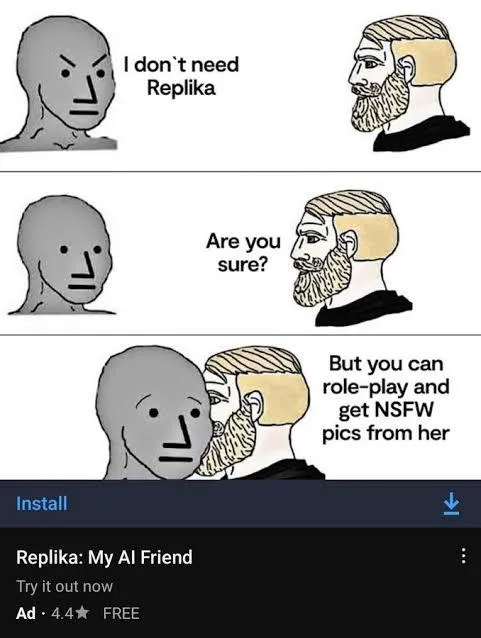 I don`t need
Replika
Are you
sure?
But you can
role-play and
get NSFW
pics from her
Install
Replika: My AI Friend
Try it out now
Ad · 4.4★ FREE